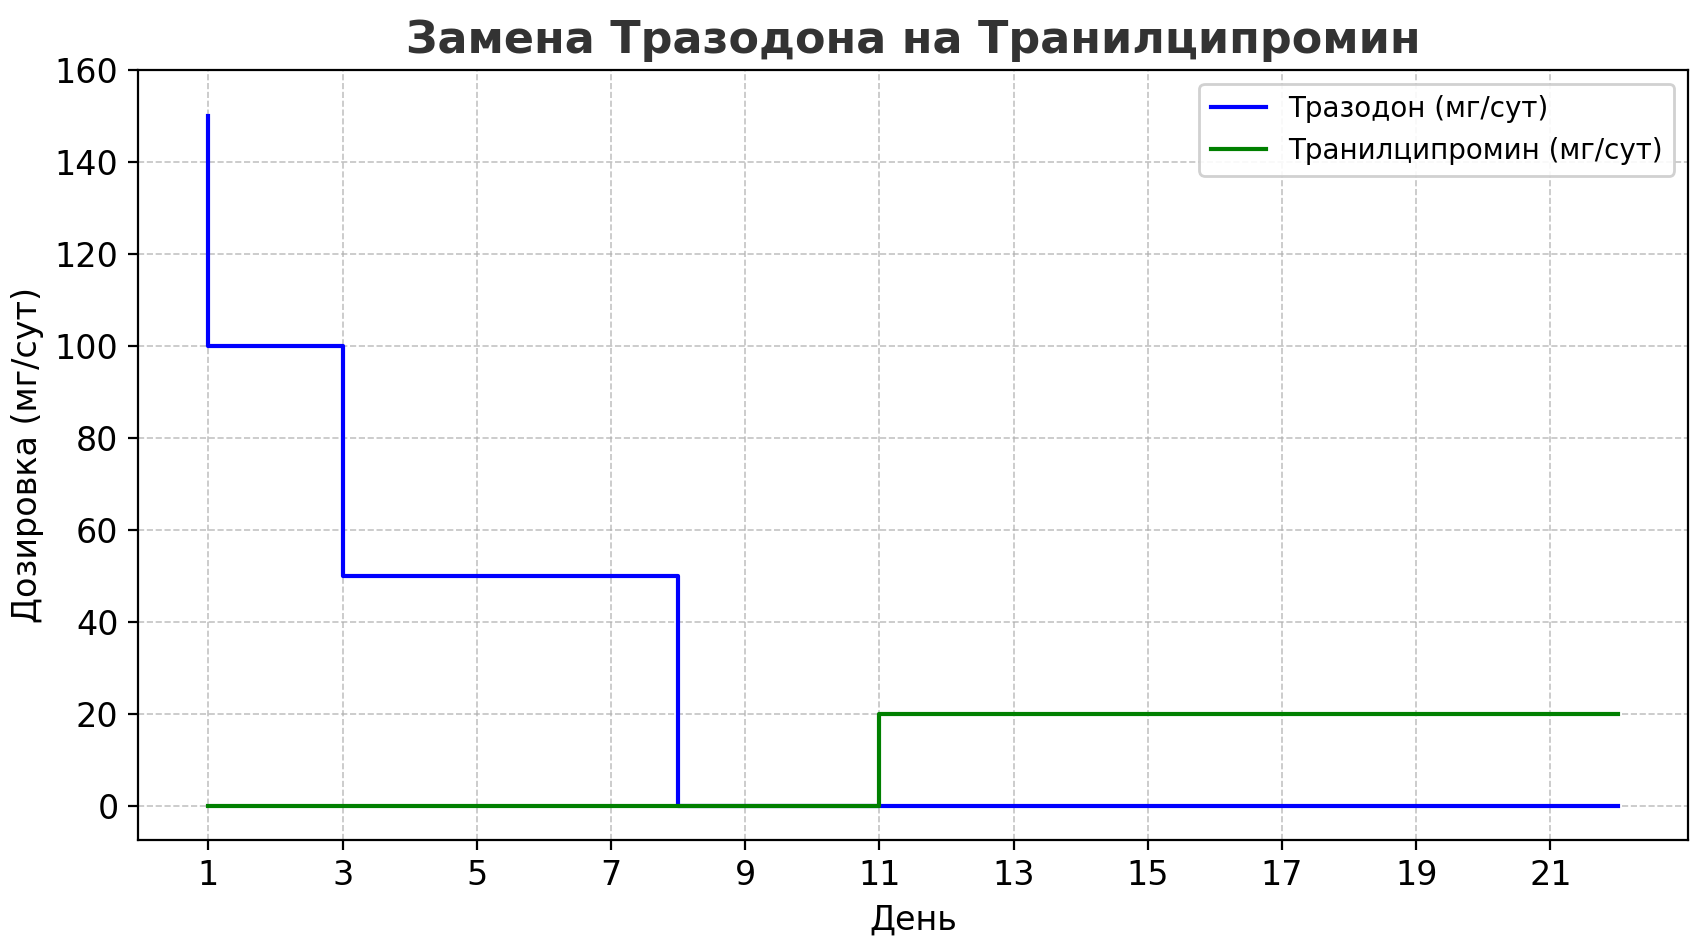 Замена Тразодона на Транилципромин
Тразодон (мг/сут)
Транилципромин (мг/сут)
Дозировка (мг/сут)
160
140
120
100
80
60
40
20
0
1 3 5 7 9 11 13 15 17 19 21
День